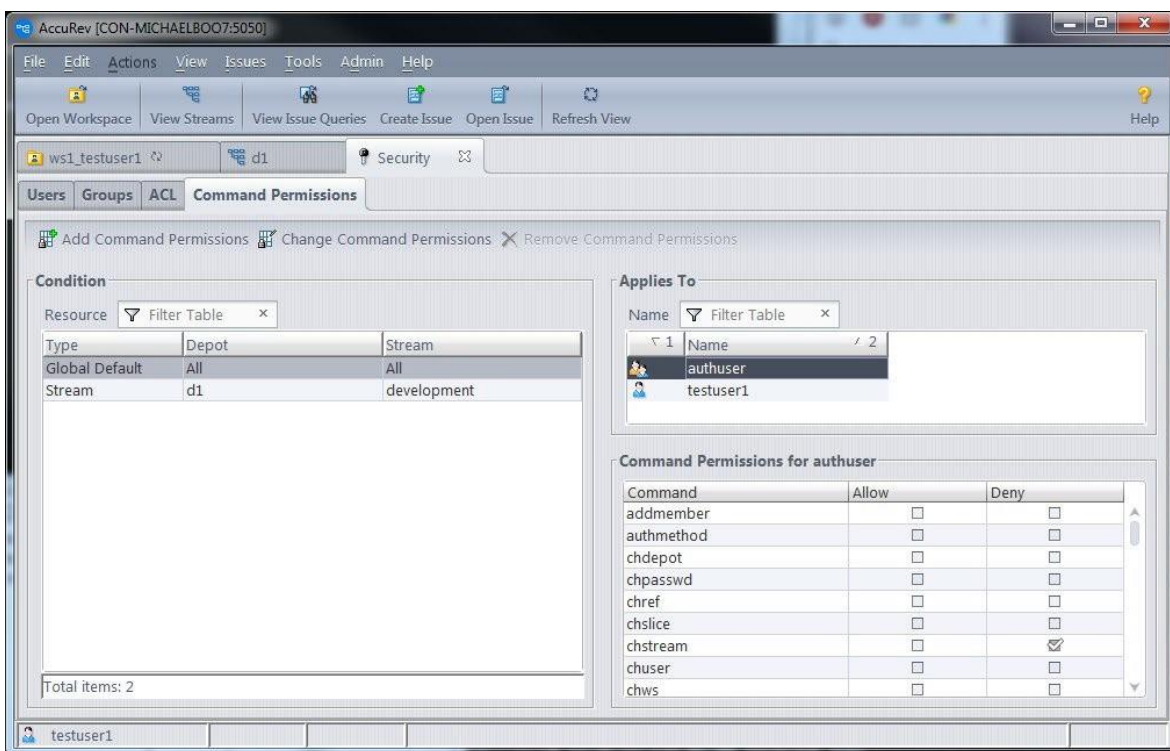 AccuRev [CON-MICHAELBOO7:5050]
File Edit Actions View Issues Tools Admin Help
Open Workspace View Streams View Issue Queries Create Issue Open Issue Refresh View Help
ws1_testuser1 d1 Security
Users Groups ACL Command Permissions
Add Command Permissions Change Command Permissions Remove Command Permissions
Condition
Resource Filter Table
Type Depot Stream
Global Default All All
Stream d1 development
Total items: 2
Applies To
Name Filter Table
1 Name 2
authuser
testuser1
Command Permissions for authuser
Command Allow Deny
addmember
authmethod
chdepot
chpasswd
chref
chslice
chstream
chuser
chws
testuser1